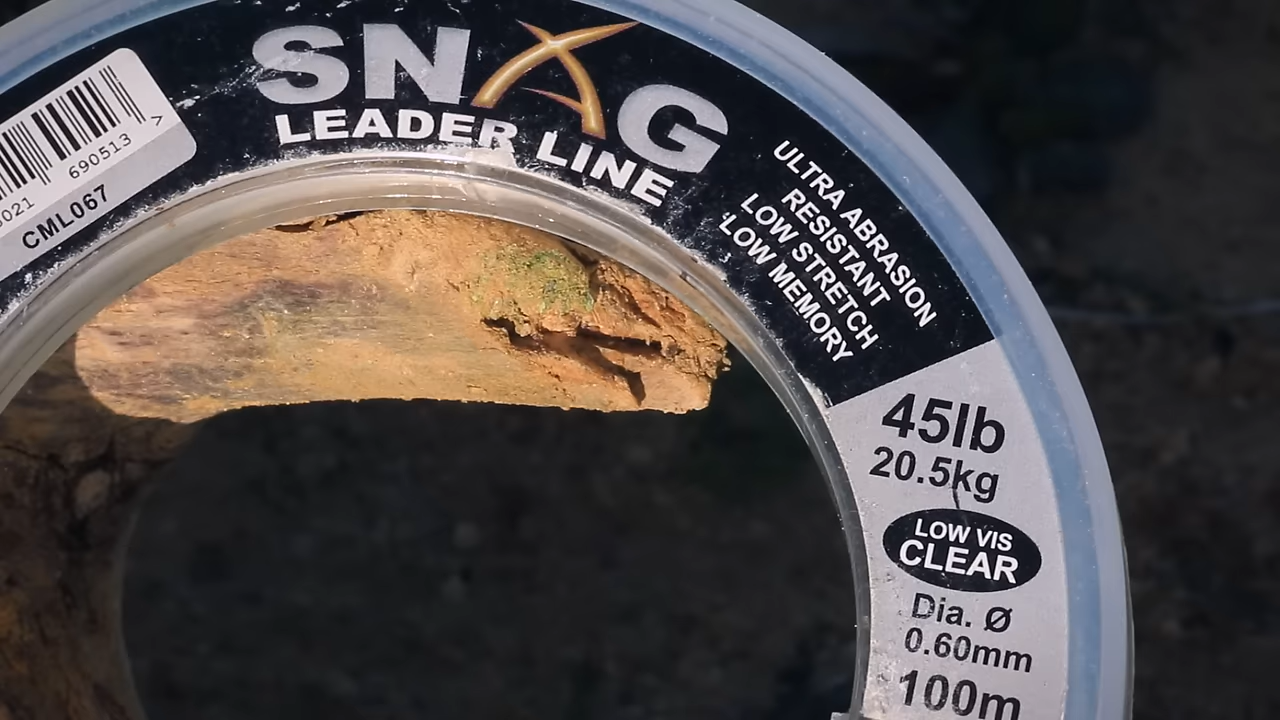 SNAG
LEADER LINE
021
690513 >
CML067
ULTRA ABRASION
RESISTANT
LOW STRETCH
LOW MEMORY
45lb
20.5kg
LOW VIS
CLEAR
Dia. Ø
0.60mm
100m